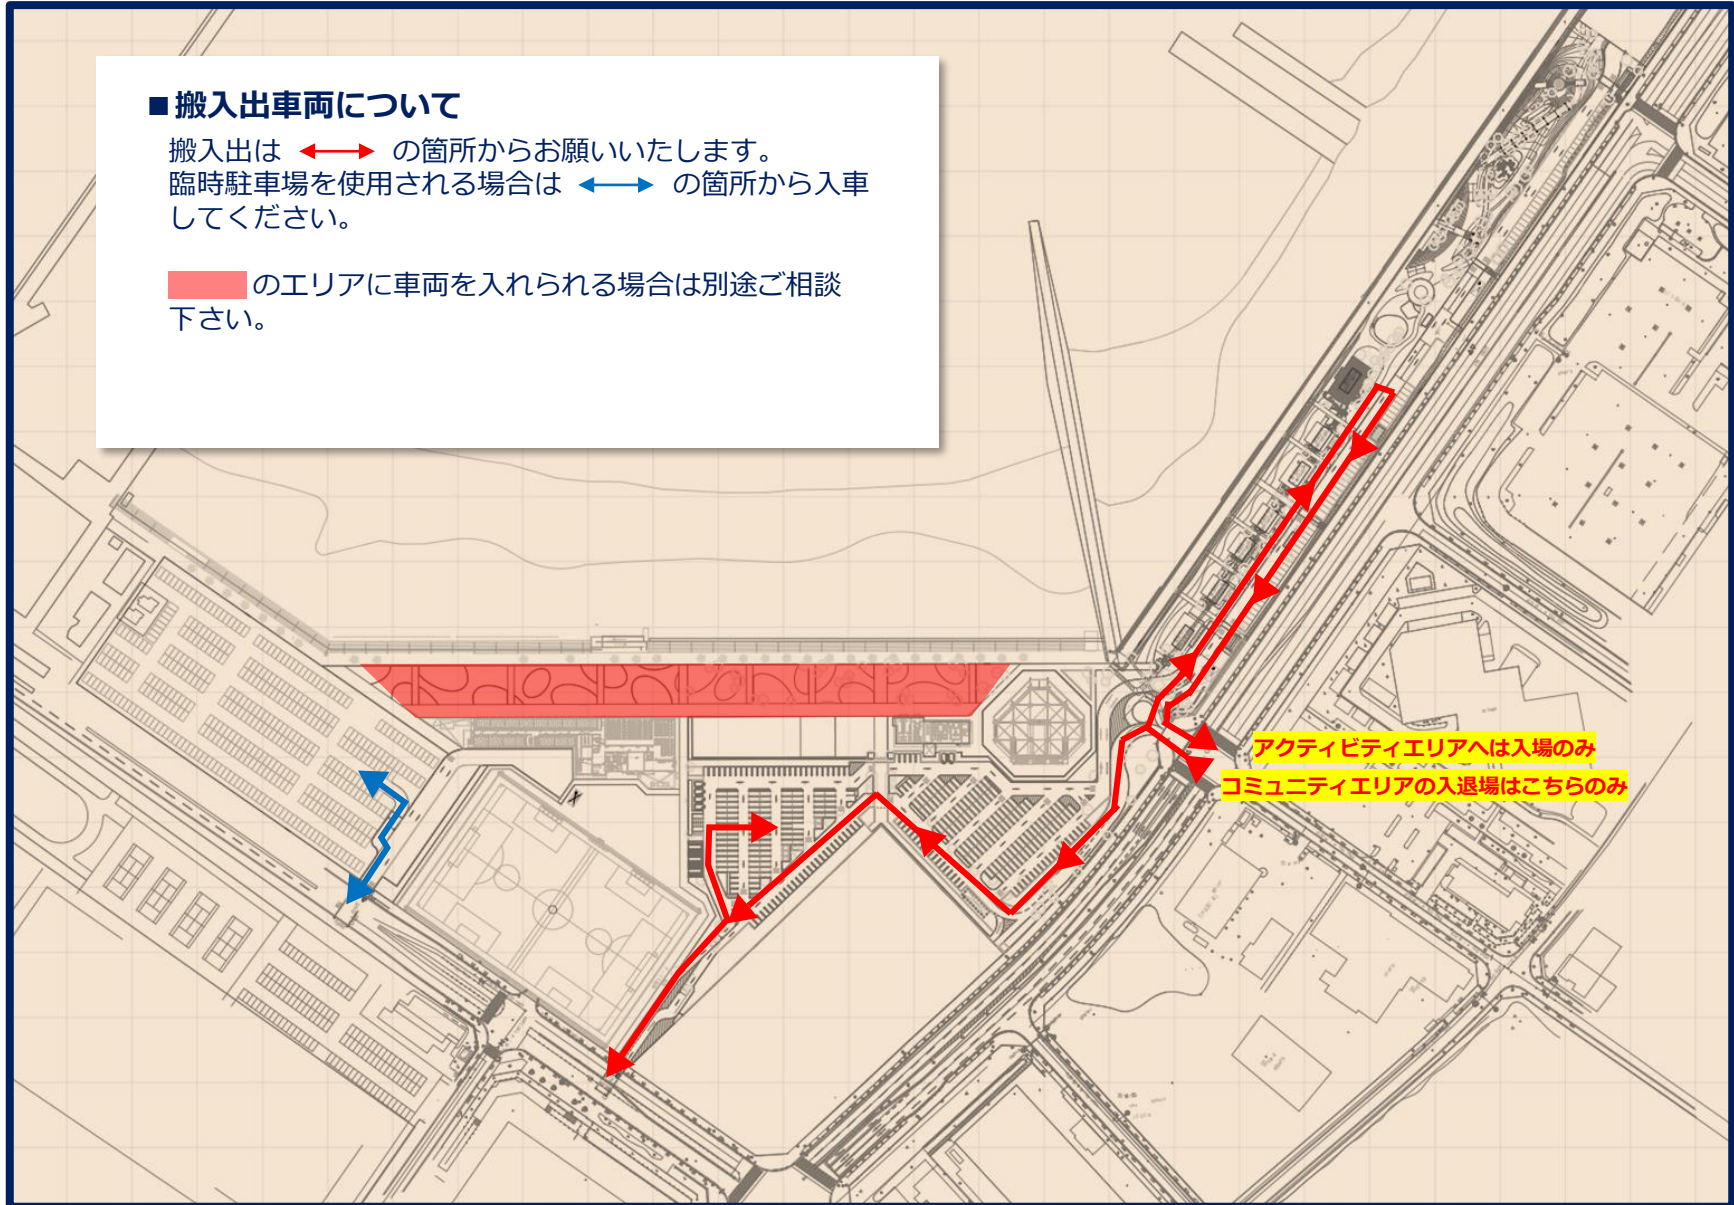 ■搬入出車両について
搬入出は の箇所からお願いいたします。
臨時駐車場を使用される場合は の箇所から入車
してください。
のエリアに車両を入れられる場合は別途ご相談
下さい。
アクティビティエリアへは入場のみ
コミュニティエリアの入退場はこちらのみ